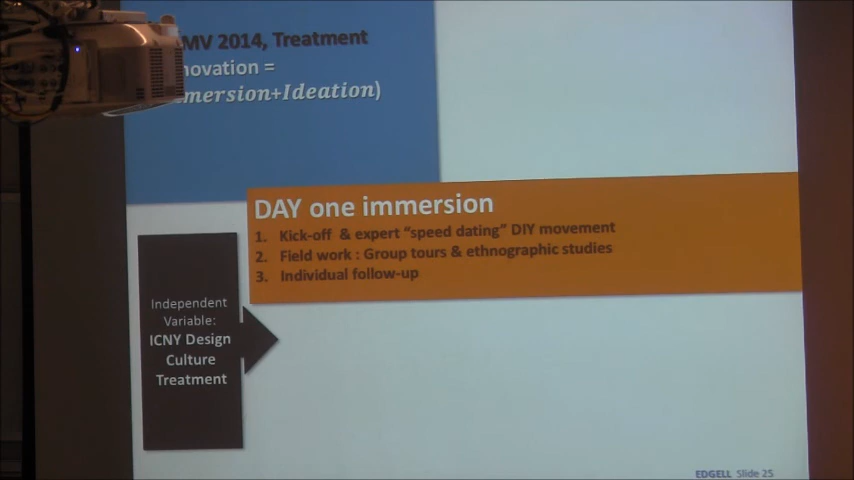 MV 2014, Treatment
novation =
mersion+Ideation)
DAY one immersion
1. Kick-off & expert “speed dating” DIY movement
2. Field work : Group tours & ethnographic studies
3. Individual follow-up
Independent
Variable:
ICNY Design
Culture
Treatment
EDGELL Slide 25